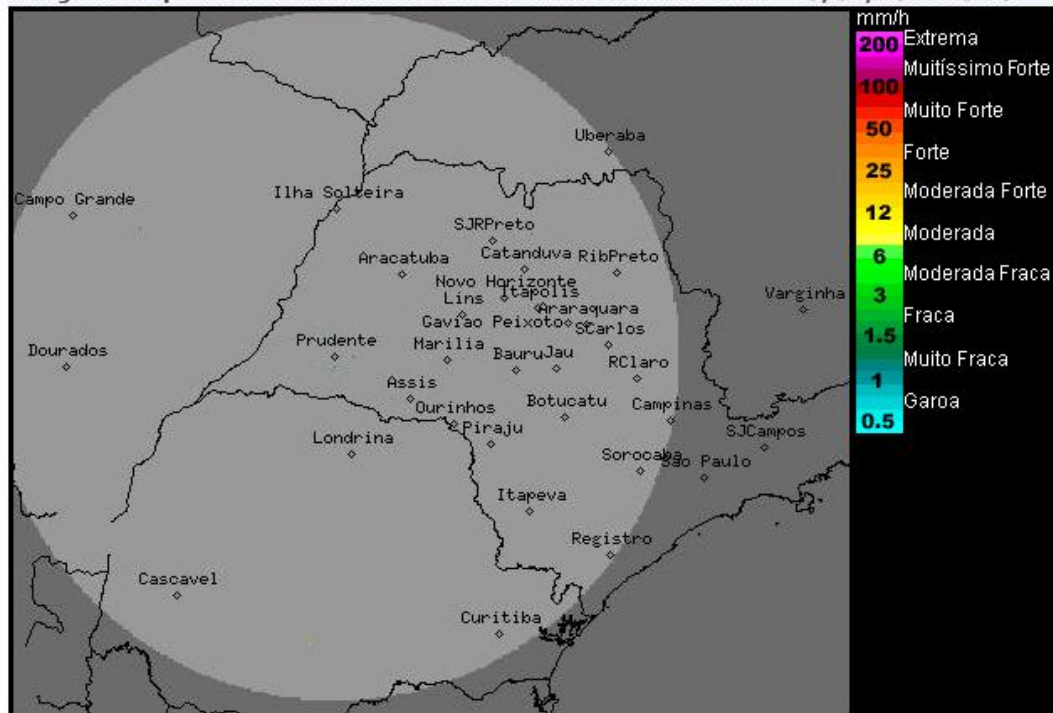 mm/h
200 Extrema
Muitíssimo Forte
100
Muito Forte
50
Forte
25
Moderada Forte
12
Moderada
6
Moderada Fraca
3
Fraca
1.5
Muito Fraca
1
Garoa
0.5
Uberaba
Campo Grande
Ilha Solteira
SJRPreto
Aracatuba
Catanduva
RibPreto
Novo Horizonte
Itapolis
Lins
Araraquara
Varginha
Gaviao Peixoto
SCarlos
Prudente
Marilia
Dourados
Bauru
Jau
RClaro
Assis
Ourinhos
Botucatu
Campinas
Piraju
Londrina
SJCampos
Sorocaba
Sao Paulo
Itapeva
Registro
Cascavel
Curitiba